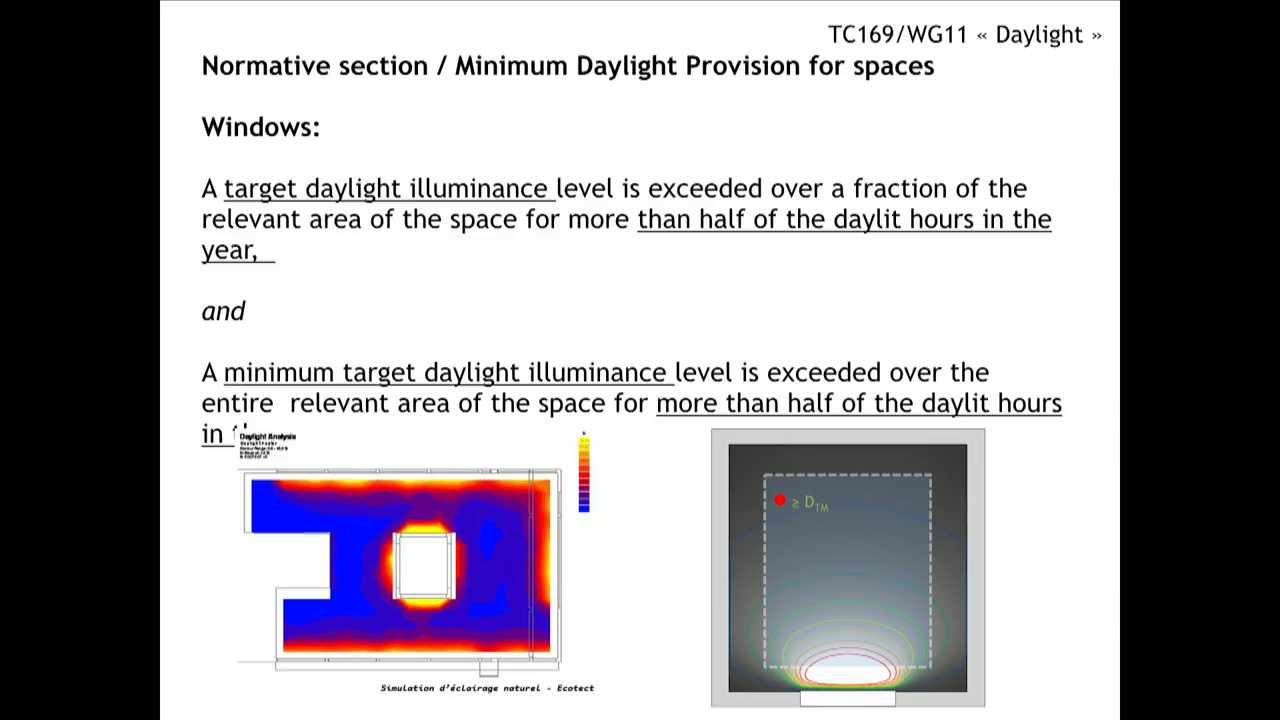 TC169/WG11 « Daylight »
Normative section / Minimum Daylight Provision for spaces
Windows:
A target daylight illuminance level is exceeded over a fraction of the
relevant area of the space for more than half of the daylit hours in the
year,
and
A minimum target daylight illuminance level is exceeded over the
entire relevant area of the space for more than half of the daylit hours
in
Daylight Analysis
≥ DTM
Simulation d'éclairage naturel - Ecotect